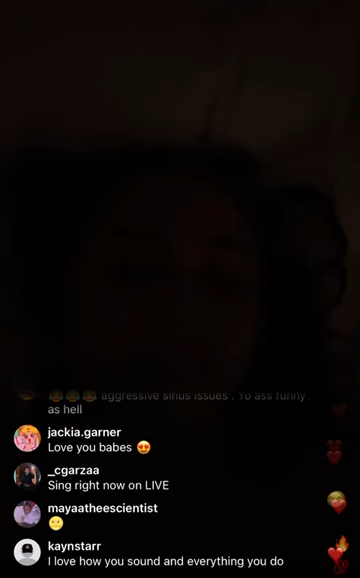 😂😂😂 aggressive sinus issues . Yo ass funny
as hell
jackia.garner
Love you babes 😍
_cgarzaa
Sing right now on LIVE
mayaatheescientist
😶
kaynstarr
I love how you sound and everything you do